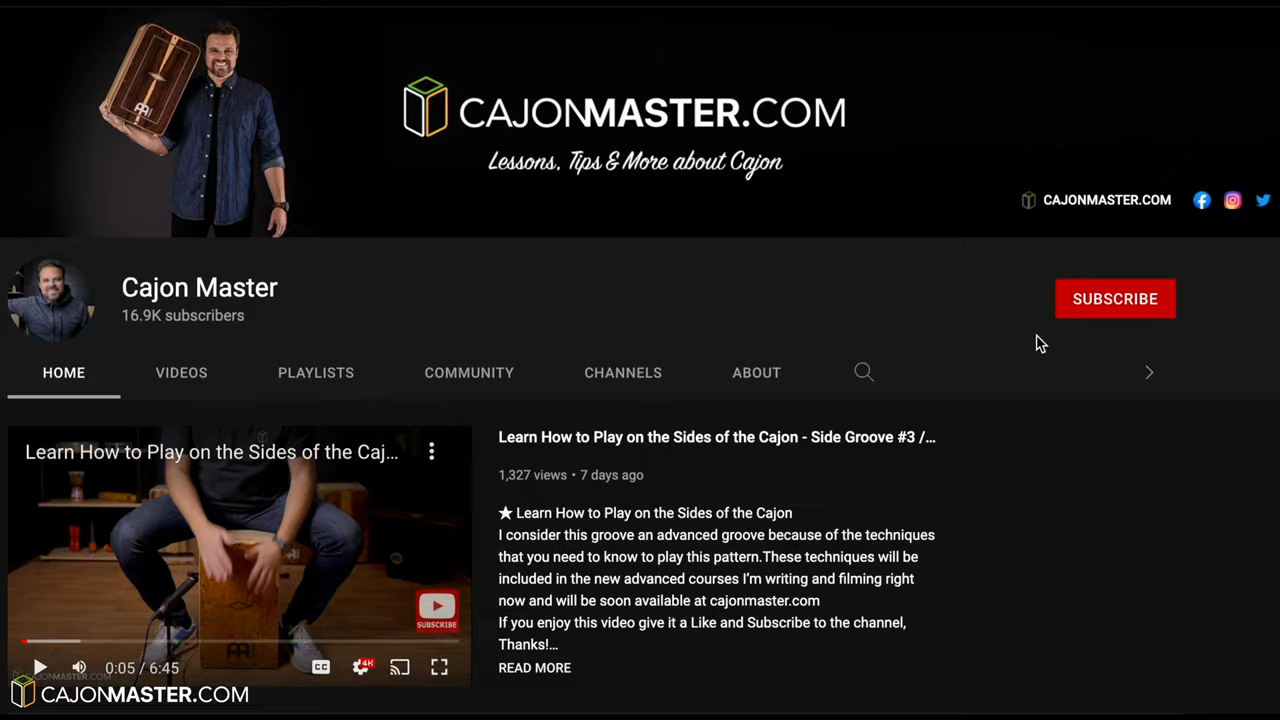 CAJONMASTER.COM
Lessons, Tips & More about Cajon
CAJONMASTER.COM
Cajon Master
16.9K subscribers
SUBSCRIBE
HOME VIDEOS PLAYLISTS COMMUNITY CHANNELS ABOUT
Learn How to Play on the Sides of the Caj...
SUBSCRIBE
CC
4K
0:05 / 6:45
CAJONMASTER.COM
CAJONMASTER.COM
Learn How to Play on the Sides of the Cajon - Side Groove #3 /...
1,327 views • 7 days ago
★ Learn How to Play on the Sides of the Cajon
I consider this groove an advanced groove because of the techniques
that you need to know to play this pattern.These techniques will be
included in the new advanced courses I'm writing and filming right
now and will be soon available at cajonmaster.com
If you enjoy this video give it a Like and Subscribe to the channel,
Thanks!...
READ MORE